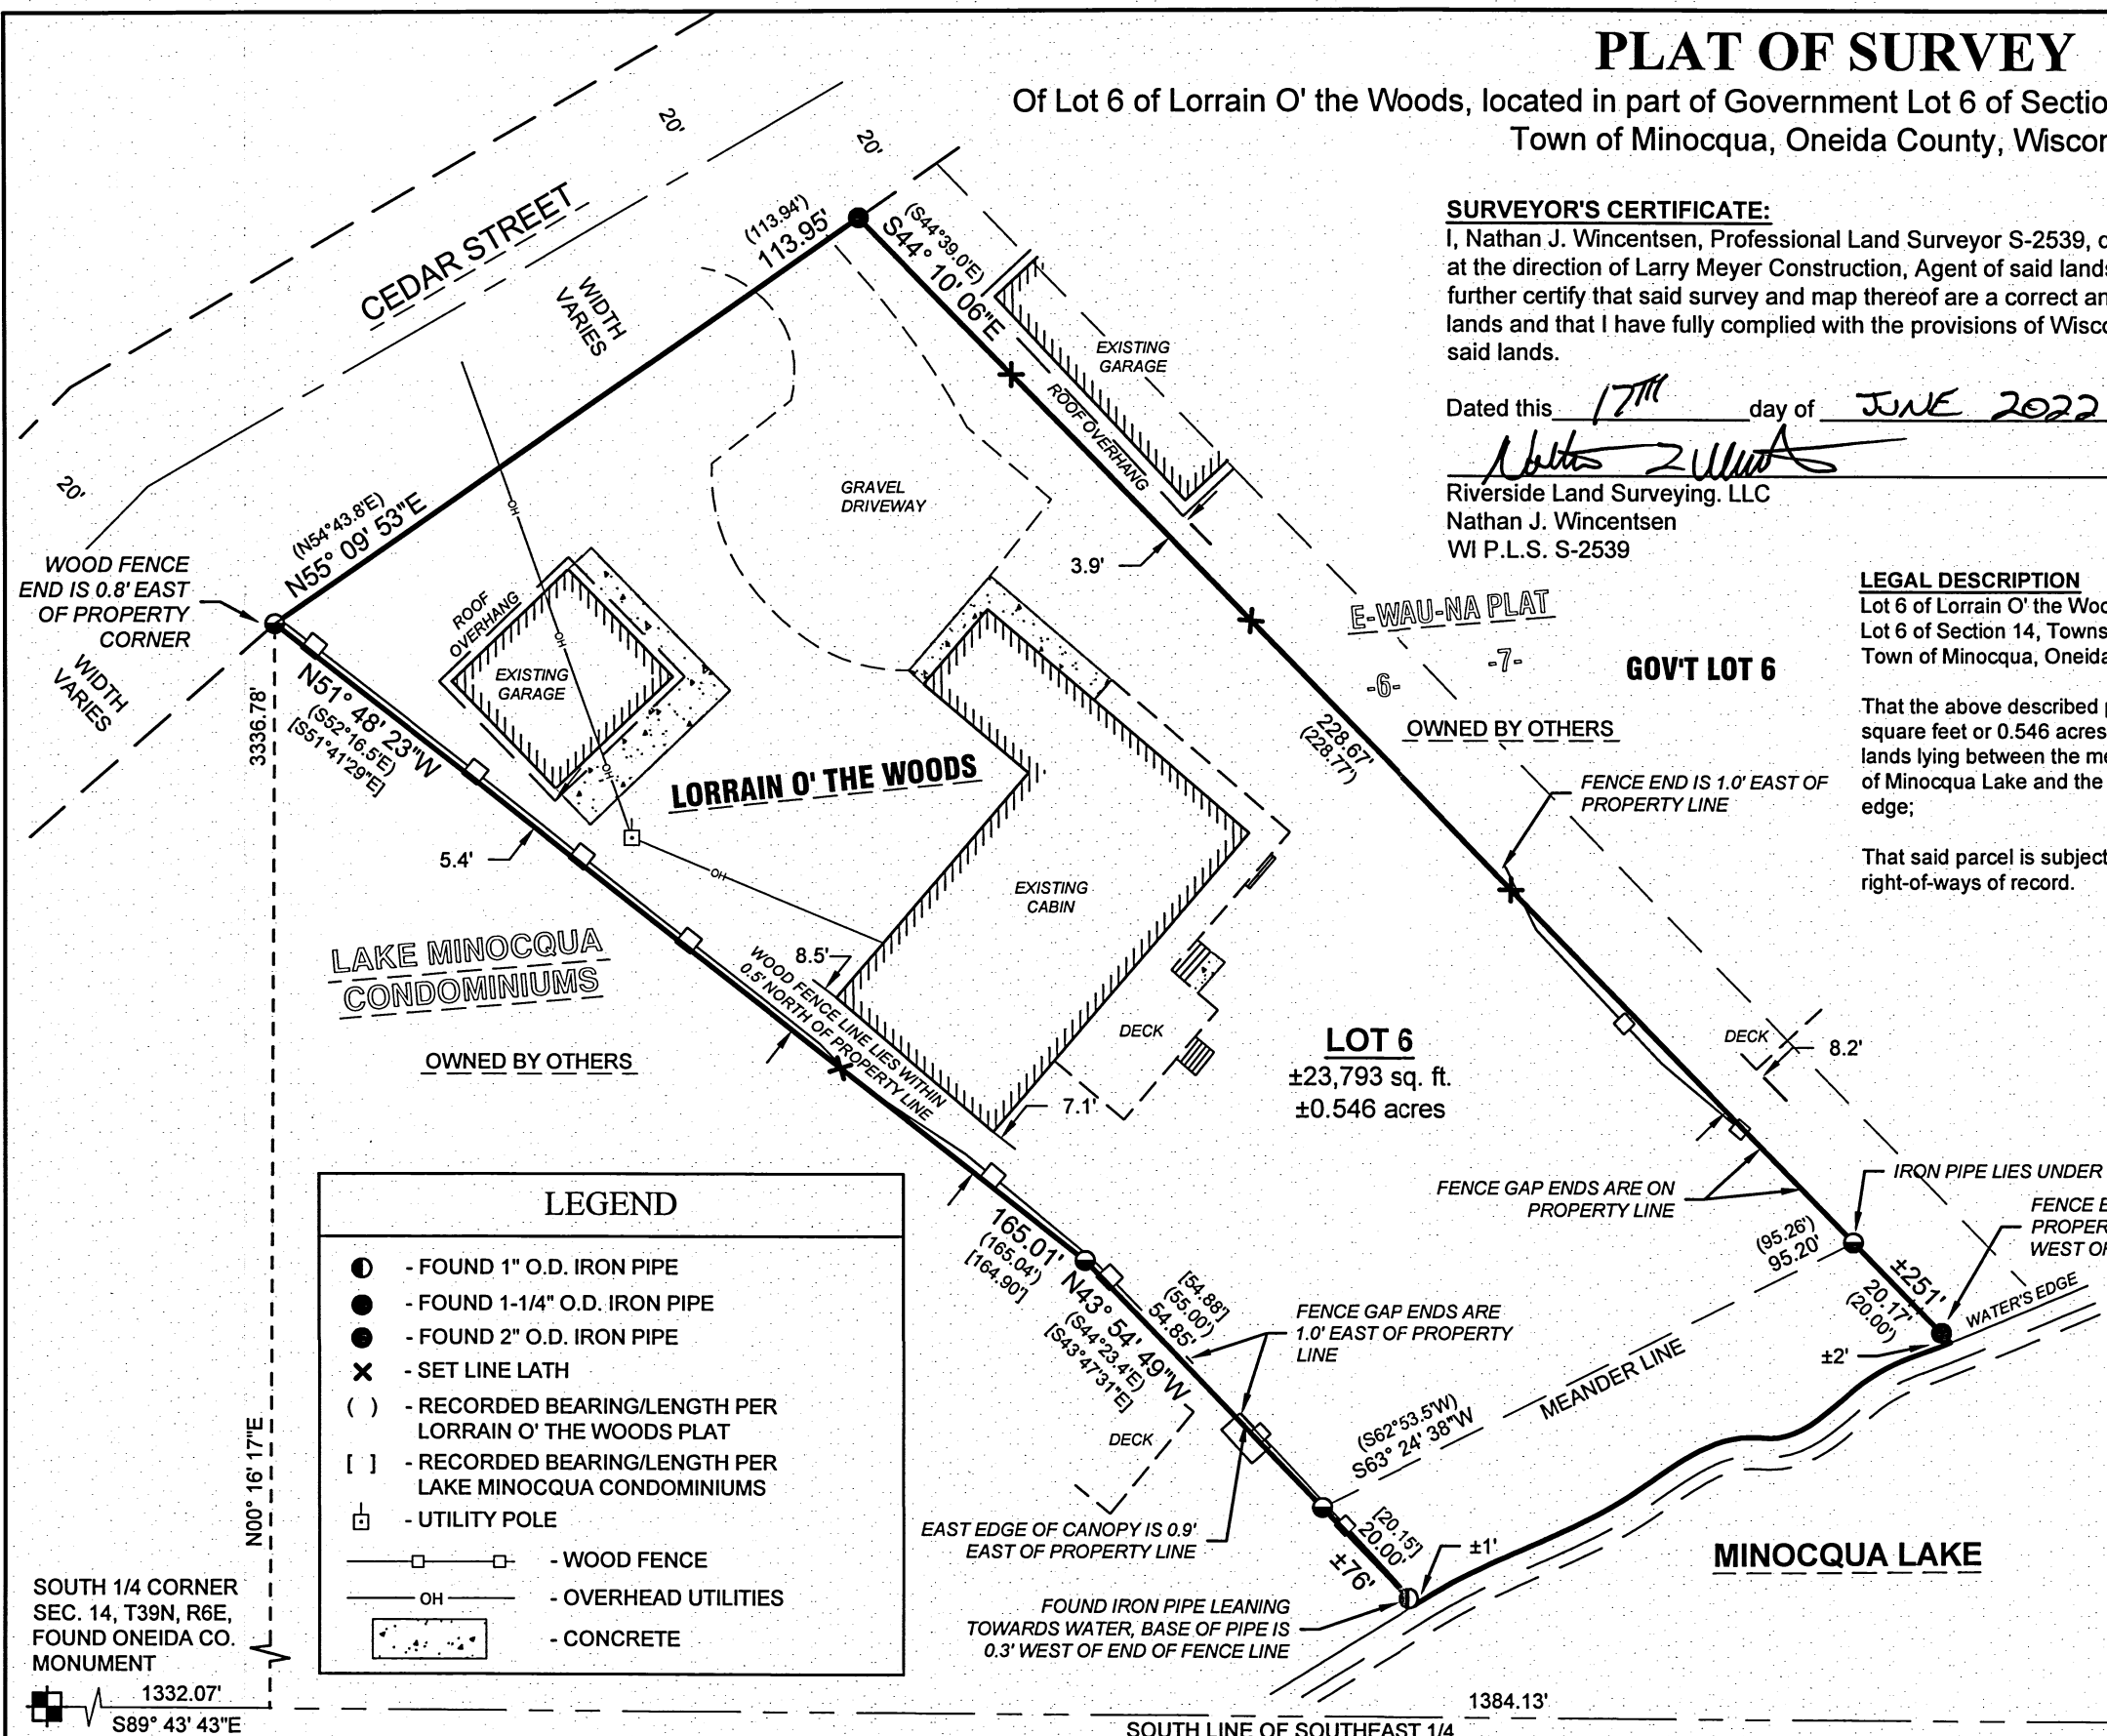 PLAT OF SURVEY
Of Lot 6 of Lorrain O' the Woods, located in part of Government Lot 6 of Sectio
Town of Minocqua, Oneida County, Wiscon
SURVEYOR'S CERTIFICATE:
I, Nathan J. Wincentsen, Professional Land Surveyor S-2539, d
at the direction of Larry Meyer Construction, Agent of said lands
further certify that said survey and map thereof are a correct an
lands and that I have fully complied with the provisions of Wisco
said lands.
Dated this 17TH day of JUNE 2022
Riverside Land Surveying. LLC
Nathan J. Wincentsen
WI P.L.S. S-2539
LEGAL DESCRIPTION
Lot 6 of Lorrain O' the Woo
Lot 6 of Section 14, Towns
Town of Minocqua, Oneida
That the above described p
square feet or 0.546 acres
lands lying between the me
of Minocqua Lake and the
edge;
That said parcel is subject
right-of-ways of record.
20'
20'
20'
CEDAR STREET
WIDTH
VARIES
(113.94')
113.95'
(S44°39.0'E)
S44° 10' 06"E
EXISTING
GARAGE
ROOF OVERHANG
GRAVEL
DRIVEWAY
3.9'
(N54°43.8'E)
N55° 09' 53"E
WOOD FENCE
END IS 0.8' EAST
OF PROPERTY
CORNER
WIDTH
VARIES
3336.78'
N51° 48' 23"W
(S52°16.5'E)
[S51°41'29"E]
ROOF
OVERHANG
EXISTING
GARAGE
OH
OH
OH
OH
LORRAIN O' THE WOODS
E-WAU-NA PLAT
-6-
-7-
GOV'T LOT 6
OWNED BY OTHERS
228.67'
(228.77')
FENCE END IS 1.0' EAST OF
PROPERTY LINE
5.4'
EXISTING
CABIN
LAKE MINOCQUA
CONDOMINIUMS
OWNED BY OTHERS
8.5'
WOOD FENCE LINE LIES WITHIN
0.5' NORTH OF PROPERTY LINE
7.1'
DECK
LOT 6
±23,793 sq. ft.
±0.546 acres
DECK
8.2'
FENCE GAP ENDS ARE ON
PROPERTY LINE
IRON PIPE LIES UNDER
FENCE E
PROPER
WEST OF
(95.26')
95.20'
±251'
20.17'
(20.00')
WATER'S EDGE
±2'
165.01'
(165.04')
[164.90']
N43° 54' 49"W
(S44°23.4'E)
[S43°47'31"E]
[54.88']
(55.00')
54.85'
FENCE GAP ENDS ARE
1.0' EAST OF PROPERTY
LINE
MEANDER LINE
(S62°53.5'W)
S63° 24' 38"W
DECK
EAST EDGE OF CANOPY IS 0.9'
EAST OF PROPERTY LINE
[20.15']
20.00'
±76'
±1'
FOUND IRON PIPE LEANING
TOWARDS WATER, BASE OF PIPE IS
0.3' WEST OF END OF FENCE LINE
MINOCQUA LAKE
LEGEND
- FOUND 1" O.D. IRON PIPE
- FOUND 1-1/4" O.D. IRON PIPE
- FOUND 2" O.D. IRON PIPE
- SET LINE LATH
( ) - RECORDED BEARING/LENGTH PER
LORRAIN O' THE WOODS PLAT
[ ] - RECORDED BEARING/LENGTH PER
LAKE MINOCQUA CONDOMINIUMS
- UTILITY POLE
- WOOD FENCE
OH - OVERHEAD UTILITIES
- CONCRETE
N00° 16' 17"E
SOUTH 1/4 CORNER
SEC. 14, T39N, R6E,
FOUND ONEIDA CO.
MONUMENT
1332.07'
S89° 43' 43"E
1384.13'
SOUTH LINE OF SOUTHEAST 1/4